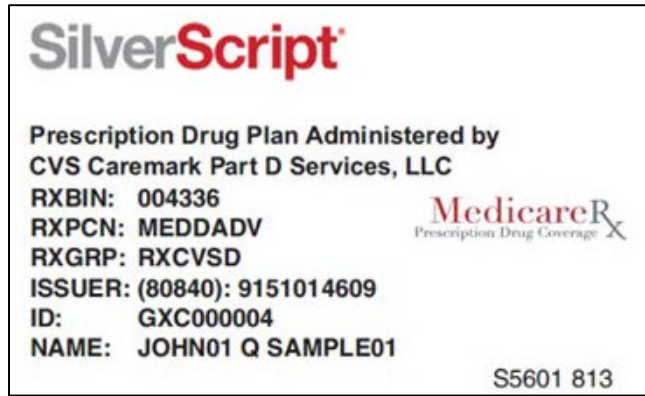 SilverScript
Prescription Drug Plan Administered by
CVS Caremark Part D Services, LLC
RXBIN: 004336
RXPCN: MEDDADV
RXGRP: RXCVSD
ISSUER: (80840): 9151014609
ID: GXC000004
NAME: JOHN01 Q SAMPLE01
MedicareRx
Prescription Drug Coverage
S5601 813